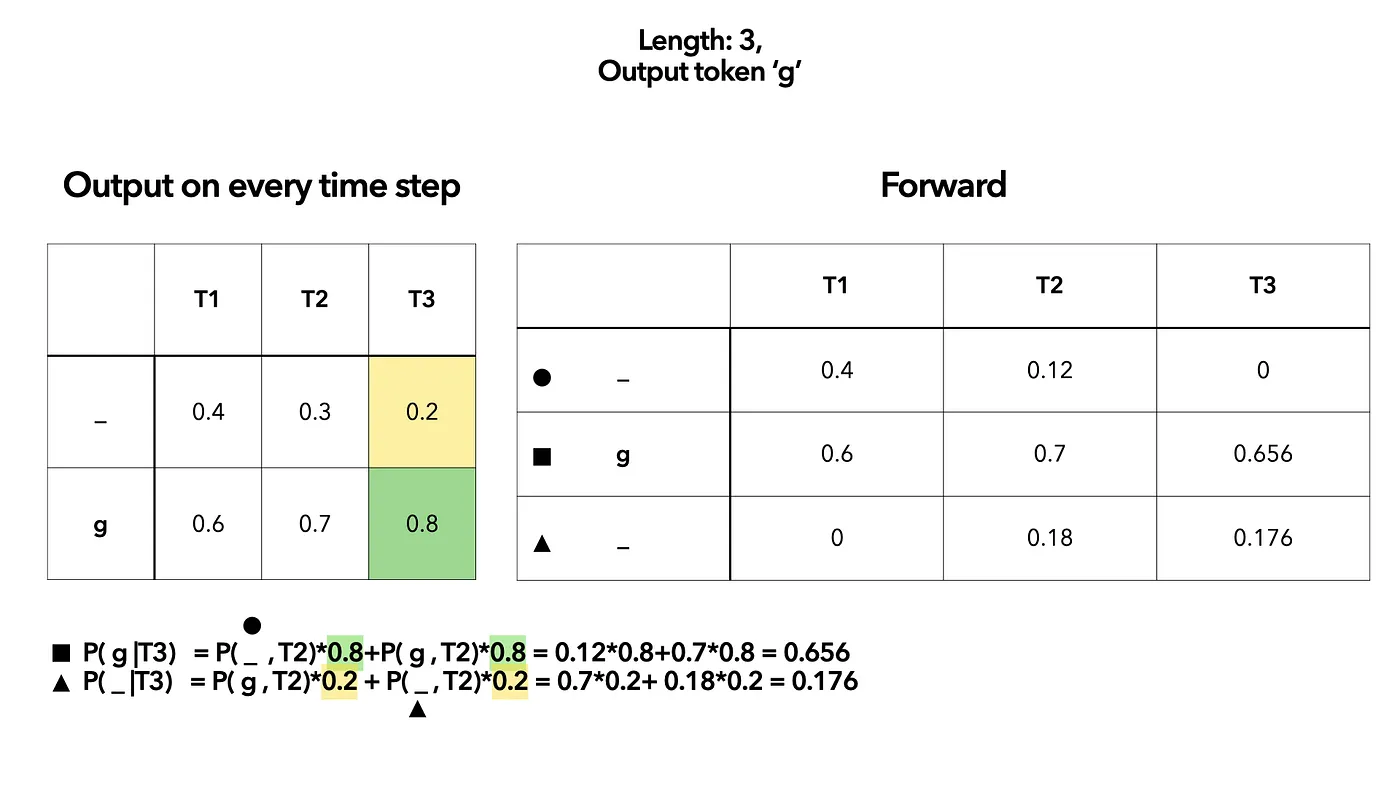 Length: 3,
Output token ‘g’
Output on every time step
T1 T2 T3
_ 0.4 0.3 0.2
g 0.6 0.7 0.8
Forward
T1 T2 T3
● _ 0.4 0.12 0
■ g 0.6 0.7 0.656
▲ _ 0 0.18 0.176
●
■ P( g |T3) = P( _ , T2)*0.8+P( g , T2)*0.8 = 0.12*0.8+0.7*0.8 = 0.656
▲ P( _ |T3) = P( g , T2)*0.2 + P( _ , T2)*0.2 = 0.7*0.2+ 0.18*0.2 = 0.176
▲